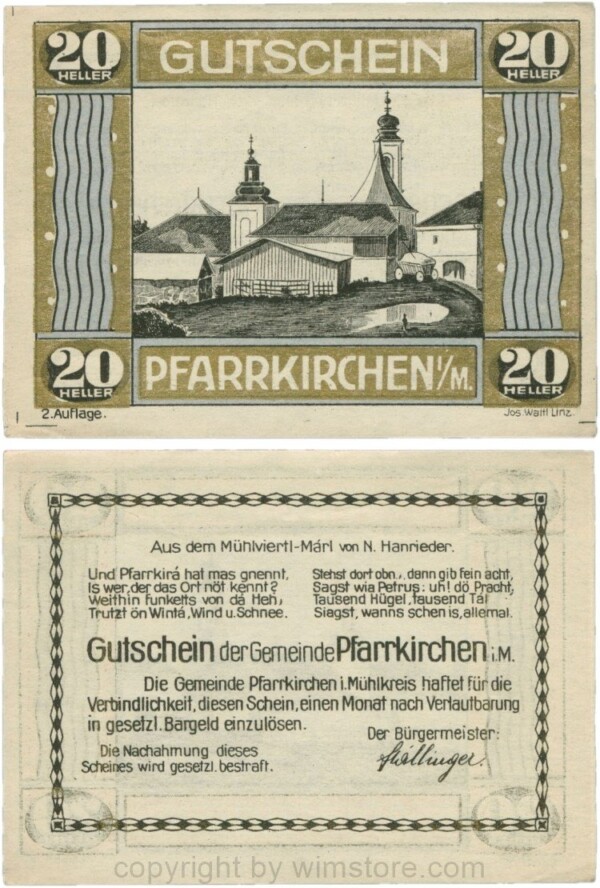 20 HELLER
GUTSCHEIN
20 HELLER
20 HELLER
PFARRKIRCHEN i/M.
20 HELLER
2. Auflage.
Jos. Waitl Linz.
Aus dem Mühlviertl-Márl von N. Hanrieder.
Und Pfarrkirá hat mas gnennt,
Is wer, der das Ort nöt kennt?
Weithin funkelts von dá Heh,
Trutzt ön Wintá, Wind u. Schnee.
Stehst dort obn, dann gib fein acht,
Sagst wia Petrus: uh! dö Pracht,
Tausend Hügel, tausend Tal
Siagst, wanns schen is, allemal.
Gutschein der Gemeinde Pfarrkirchen i. M.
Die Gemeinde Pfarrkirchen i. Mühlkreis haftet für die
Verbindlichkeit, diesen Schein, einen Monat nach Verlautbarung
in gesetzl. Bargeld einzulösen.
Der Bürgermeister:
Die Nachahmung dieses
Scheines wird gesetzl. bestraft.
copyright by wimstore.com